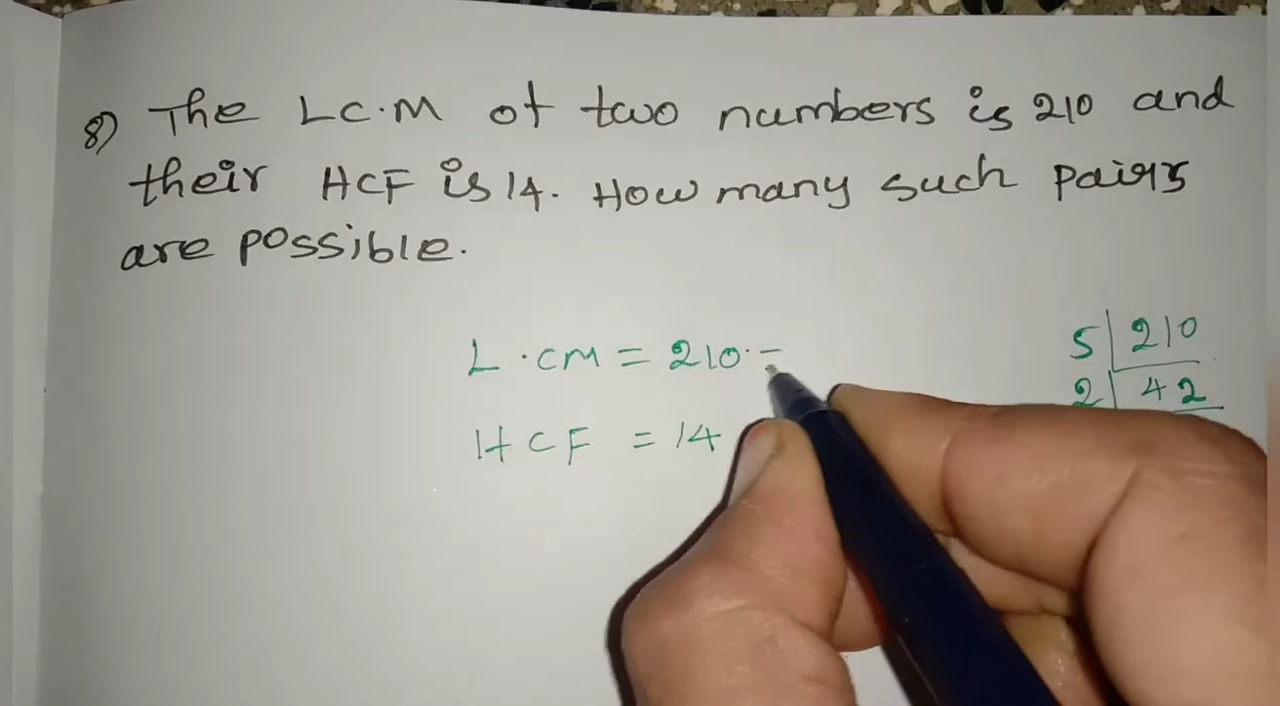 8) The LC.M of two numbers is 210 and
their HCF is 14. How many such pairs
are possible.
L.CM = 210. =
HCF = 14
5 | 210
2 | 42